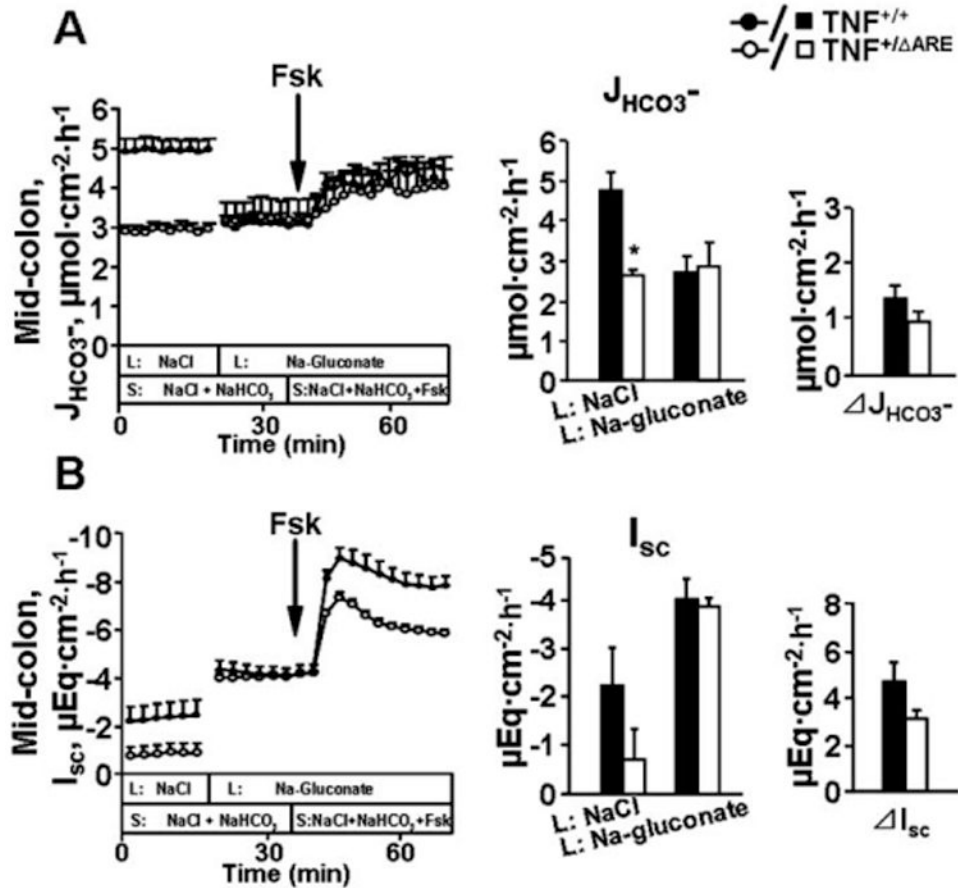 A
TNF+/+
TNF+/ΔARE
Fsk
Mid-colon,
JHCO3-, μmol·cm-2·h-1
6
5
4
3
2
1
0
L: NaCl
L: Na-Gluconate
S: NaCl + NaHCO3
S:NaCl+NaHCO3+Fsk
0
30
60
Time (min)
JHCO3-
μmol·cm-2·h-1
6
5
4
3
2
1
0
*
L: NaCl
L: Na-gluconate
μmol·cm-2·h-1
3
2
1
0
⊿JHCO3-
B
Fsk
Mid-colon,
Isc, μEq·cm-2·h-1
-10
-8
-6
-4
-2
0
L: NaCl
L: Na-Gluconate
S: NaCl + NaHCO3
S:NaCl+NaHCO3+Fsk
0
30
60
Time (min)
Isc
μEq·cm-2·h-1
-5
-4
-3
-2
-1
0
L: NaCl
L: Na-gluconate
μEq·cm-2·h-1
8
6
4
2
0
⊿Isc